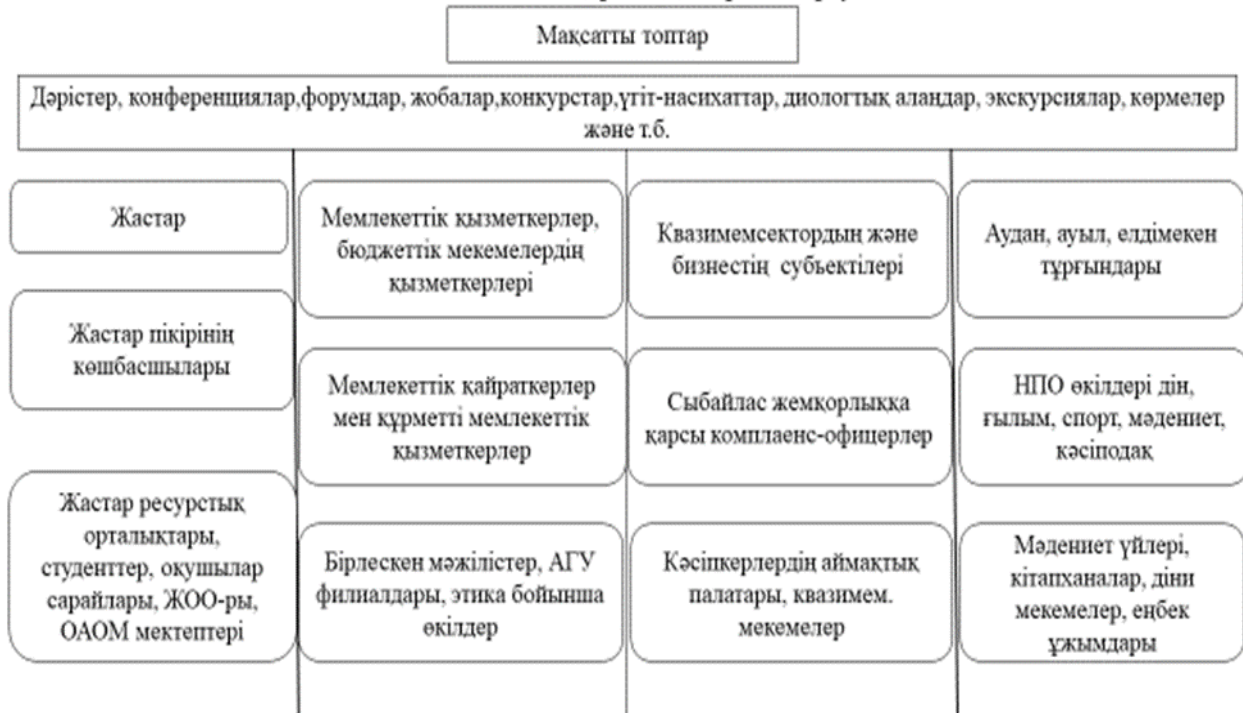 Мақсатты топтар
Дәрістер, конференциялар,форумдар, жобалар,конкурстар,үгіт-насихаттар, диологтық алаңдар, экскурсиялар, көрмелер
және т.б.
Жастар
Мемлекеттік қызметкерлер,
бюджеттік мекемелердің
қызметкерлері
Квазимемсектордың және
бизнестің субъектілері
Аудан, ауыл, елдімекен
тұрғындары
Жастар пікірінің
көшбасшылары
Мемлекеттік қайраткерлер
мен құрметті мемлекеттік
қызметкерлер
Сыбайлас жемқорлыққа
қарсы комплаенс-офицерлер
НПО өкілдері дін,
ғылым, спорт, мәдениет,
кәсіподақ
Жастар ресурстық
орталықтары,
студенттер, оқушылар
сарайлары, ЖОО-ры,
ОАОМ мектептері
Бірлескен мәжілістер, АГУ
филиалдары, этика бойынша
өкілдер
Кәсіпкерлердің аймақтық
палатары, квазимем.
мекемелер
Мәдениет үйлері,
кітапханалар, діни
мекемелер, еңбек
ұжымдары